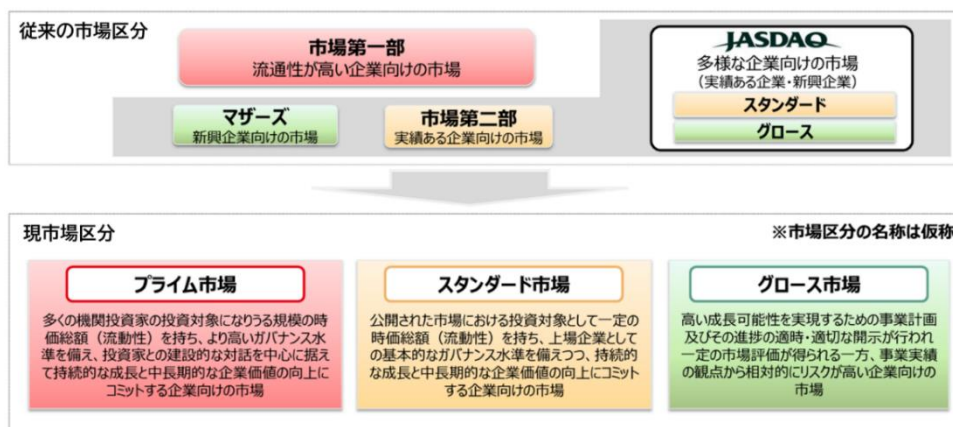 従来の市場区分
市場第一部
流通性が高い企業向けの市場
マザーズ
新興企業向けの市場
市場第二部
実績ある企業向けの市場
JASDAQ
多様な企業向けの市場
（実績ある企業・新興企業）
スタンダード
グロース
現市場区分
※市場区分の名称は仮称
プライム市場
多くの機関投資家の投資対象になりうる規模の時
価総額（流動性）を持ち、より高いガバナンス水
準を備え、投資家との建設的な対話を中心に据え
て持続的な成長と中長期的な企業価値の向上に
コミットする企業向けの市場
スタンダード市場
公開された市場における投資対象として一定の
時価総額（流動性）を持ち、上場企業として
の基本的なガバナンス水準を備えつつ、持続的
な成長と中長期的な企業価値の向上にコミット
する企業向けの市場
グロース市場
高い成長可能性を実現するための事業計画
及びその進捗の適時・適切な開示が行われ
一定の市場評価が得られる一方、事業実績
の観点から相対的にリスクが高い企業向けの
市場